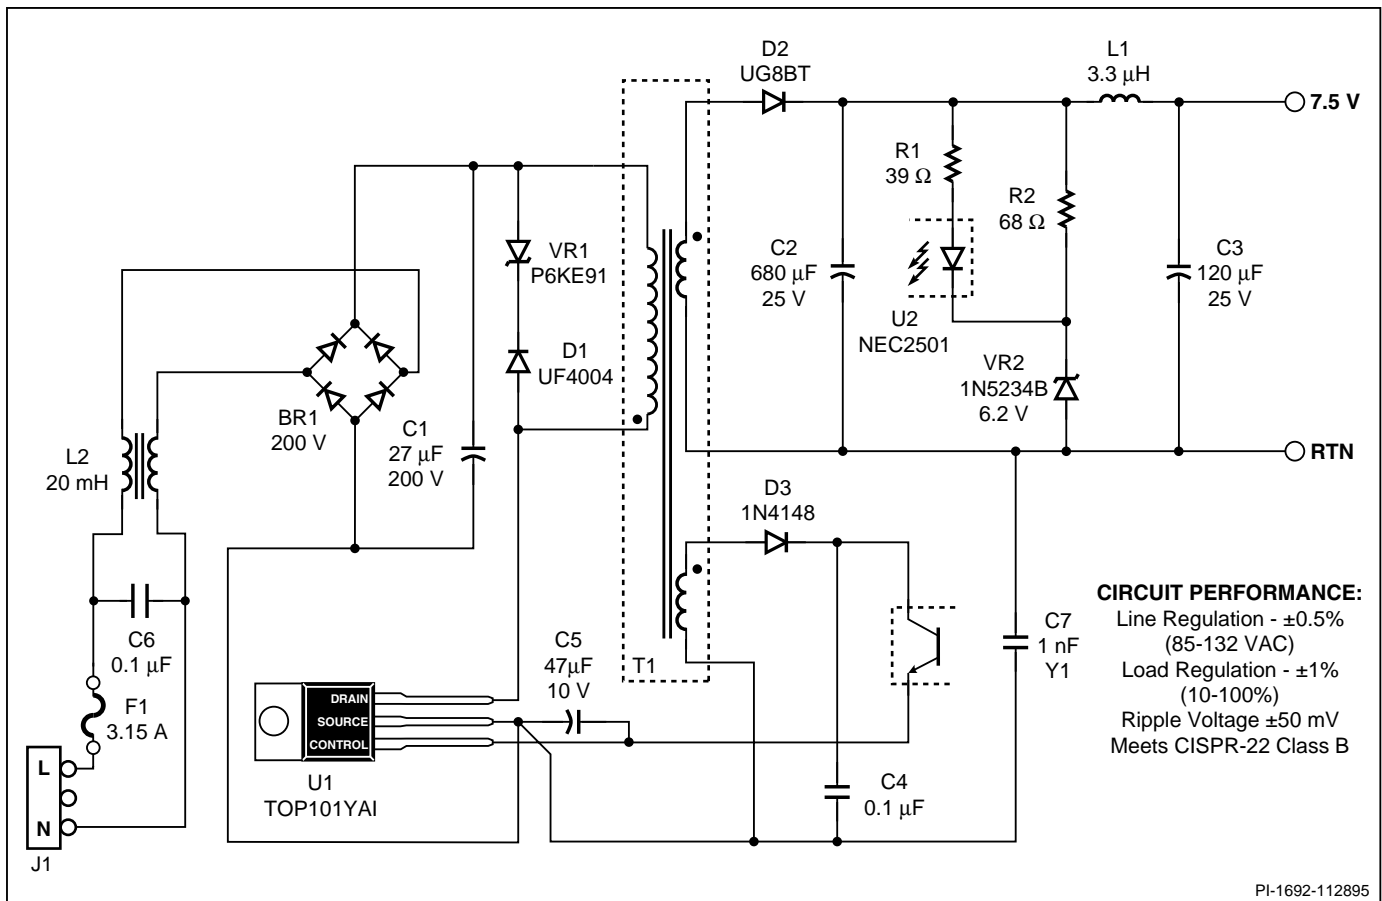 D2
UG8BT
L1
3.3 µH
7.5 V
R1
39 Ω
R2
68 Ω
VR1
P6KE91
C2
680 µF
25 V
C3
120 µF
25 V
U2
NEC2501
D1
UF4004
VR2
1N5234B
6.2 V
BR1
200 V
C1
27 µF
200 V
L2
20 mH
RTN
D3
1N4148
CIRCUIT PERFORMANCE:
Line Regulation - ±0.5%
(85-132 VAC)
Load Regulation - ±1%
(10-100%)
Ripple Voltage ±50 mV
Meets CISPR-22 Class B
C6
0.1 µF
C5
47µF
10 V
T1
C7
1 nF
Y1
F1
3.15 A
DRAIN
SOURCE
CONTROL
L
N
J1
U1
TOP101YAI
C4
0.1 µF
PI-1692-112895